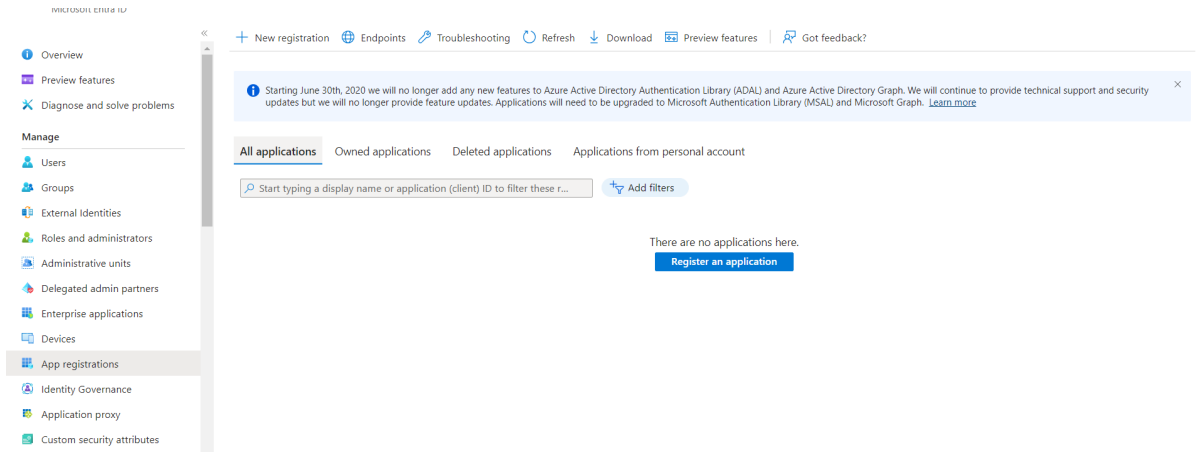 Microsoft Entra ID
«
New registration Endpoints Troubleshooting Refresh Download Preview features Got feedback?
Overview
Preview features
Diagnose and solve problems
Manage
Users
Groups
External Identities
Roles and administrators
Administrative units
Delegated admin partners
Enterprise applications
Devices
App registrations
Identity Governance
Application proxy
Custom security attributes
Starting June 30th, 2020 we will no longer add any new features to Azure Active Directory Authentication Library (ADAL) and Azure Active Directory Graph. We will continue to provide technical support and security
updates but we will no longer provide feature updates. Applications will need to be upgraded to Microsoft Authentication Library (MSAL) and Microsoft Graph. Learn more
All applications Owned applications Deleted applications Applications from personal account
Start typing a display name or application (client) ID to filter these r...
Add filters
There are no applications here.
Register an application